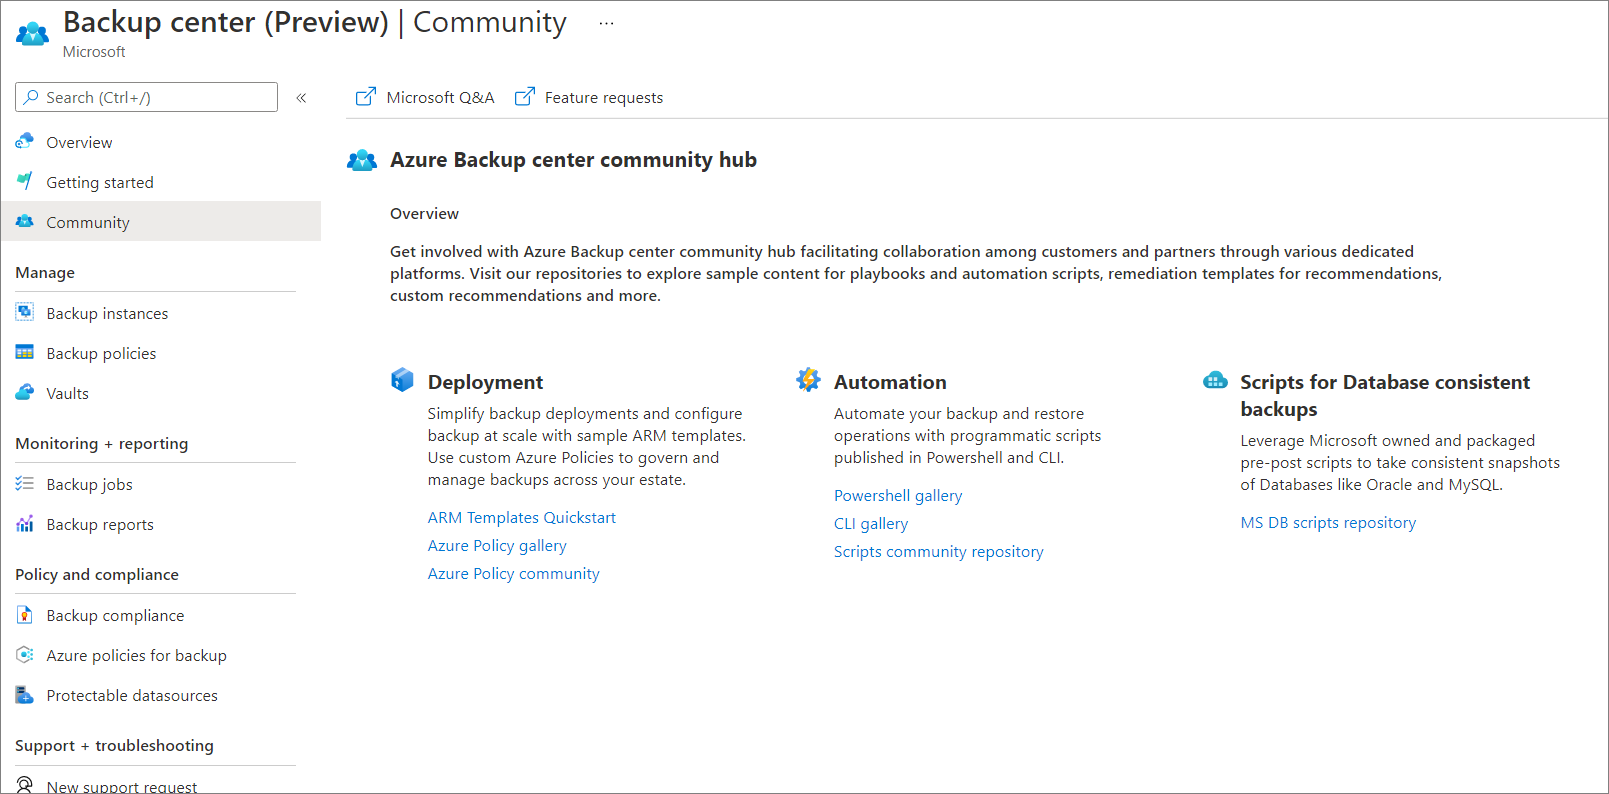 Backup center (Preview) | Community ...
Microsoft
Search (Ctrl+/)
«
Overview
Getting started
Community
Manage
Backup instances
Backup policies
Vaults
Monitoring + reporting
Backup jobs
Backup reports
Policy and compliance
Backup compliance
Azure policies for backup
Protectable datasources
Support + troubleshooting
New support request
Microsoft Q&A
Feature requests
Azure Backup center community hub
Overview
Get involved with Azure Backup center community hub facilitating collaboration among customers and partners through various dedicated
platforms. Visit our repositories to explore sample content for playbooks and automation scripts, remediation templates for recommendations,
custom recommendations and more.
Deployment
Simplify backup deployments and configure
backup at scale with sample ARM templates.
Use custom Azure Policies to govern and
manage backups across your estate.
ARM Templates Quickstart
Azure Policy gallery
Azure Policy community
Automation
Automate your backup and restore
operations with programmatic scripts
published in Powershell and CLI.
Powershell gallery
CLI gallery
Scripts community repository
Scripts for Database consistent
backups
Leverage Microsoft owned and packaged
pre-post scripts to take consistent snapshots
of Databases like Oracle and MySQL.
MS DB scripts repository